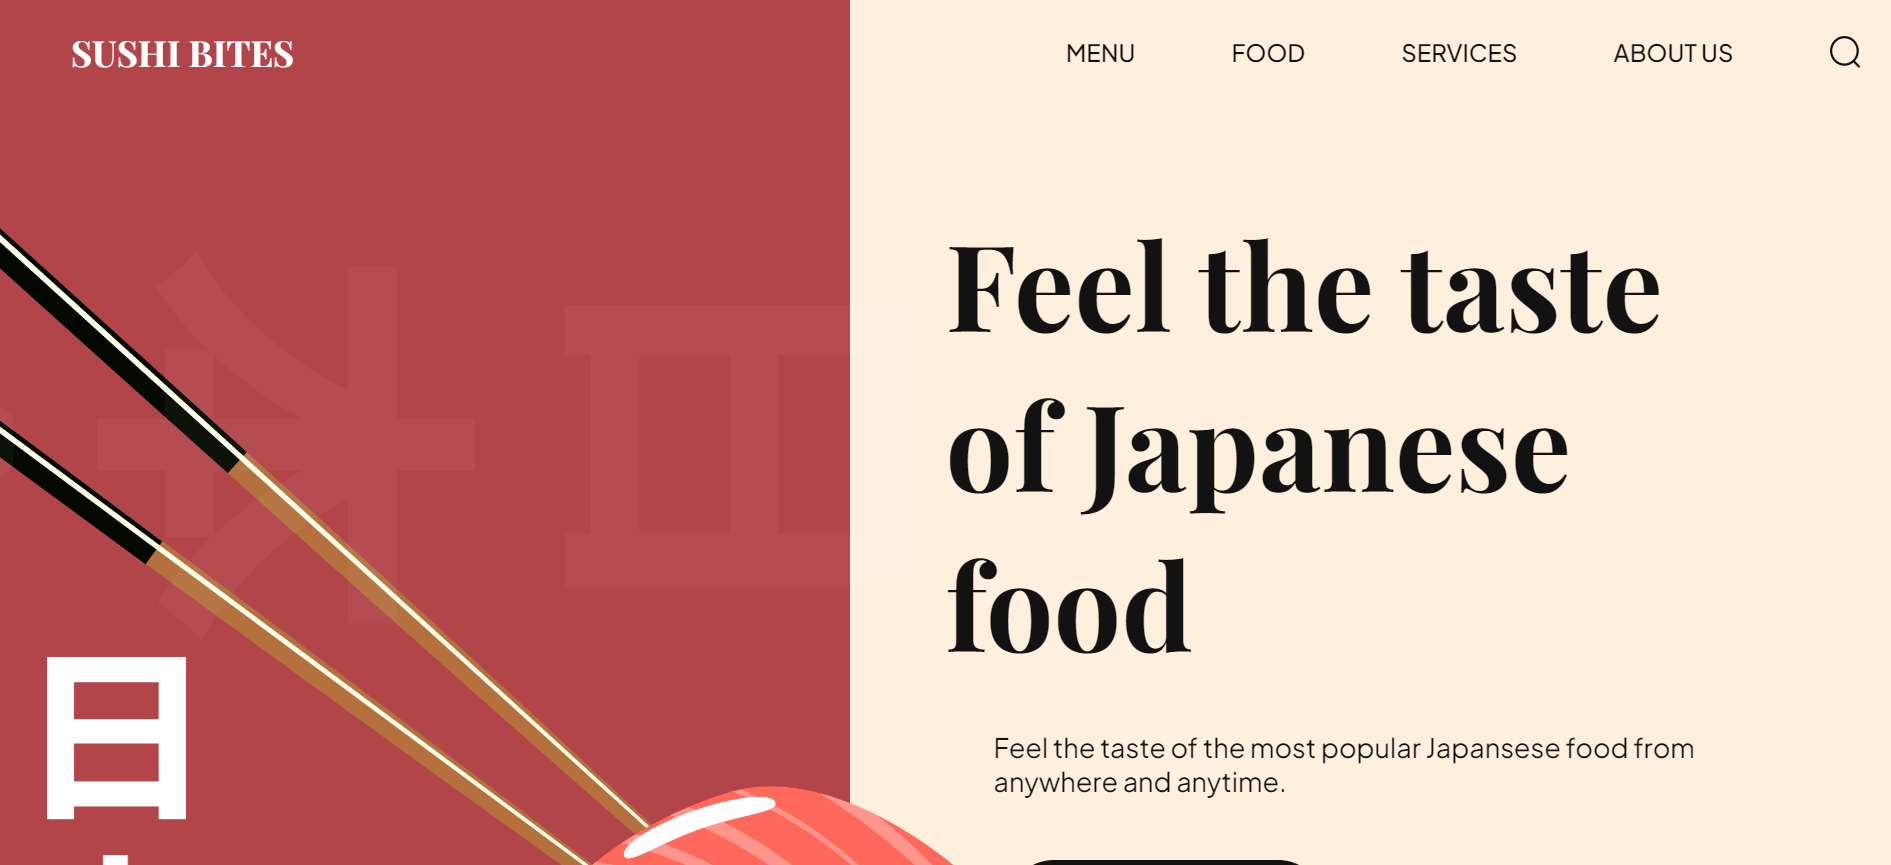 SUSHI BITES
MENU FOOD SERVICES ABOUT US
Feel the taste
of Japanese
food
Feel the taste of the most popular Japansese food from
anywhere and anytime.
日